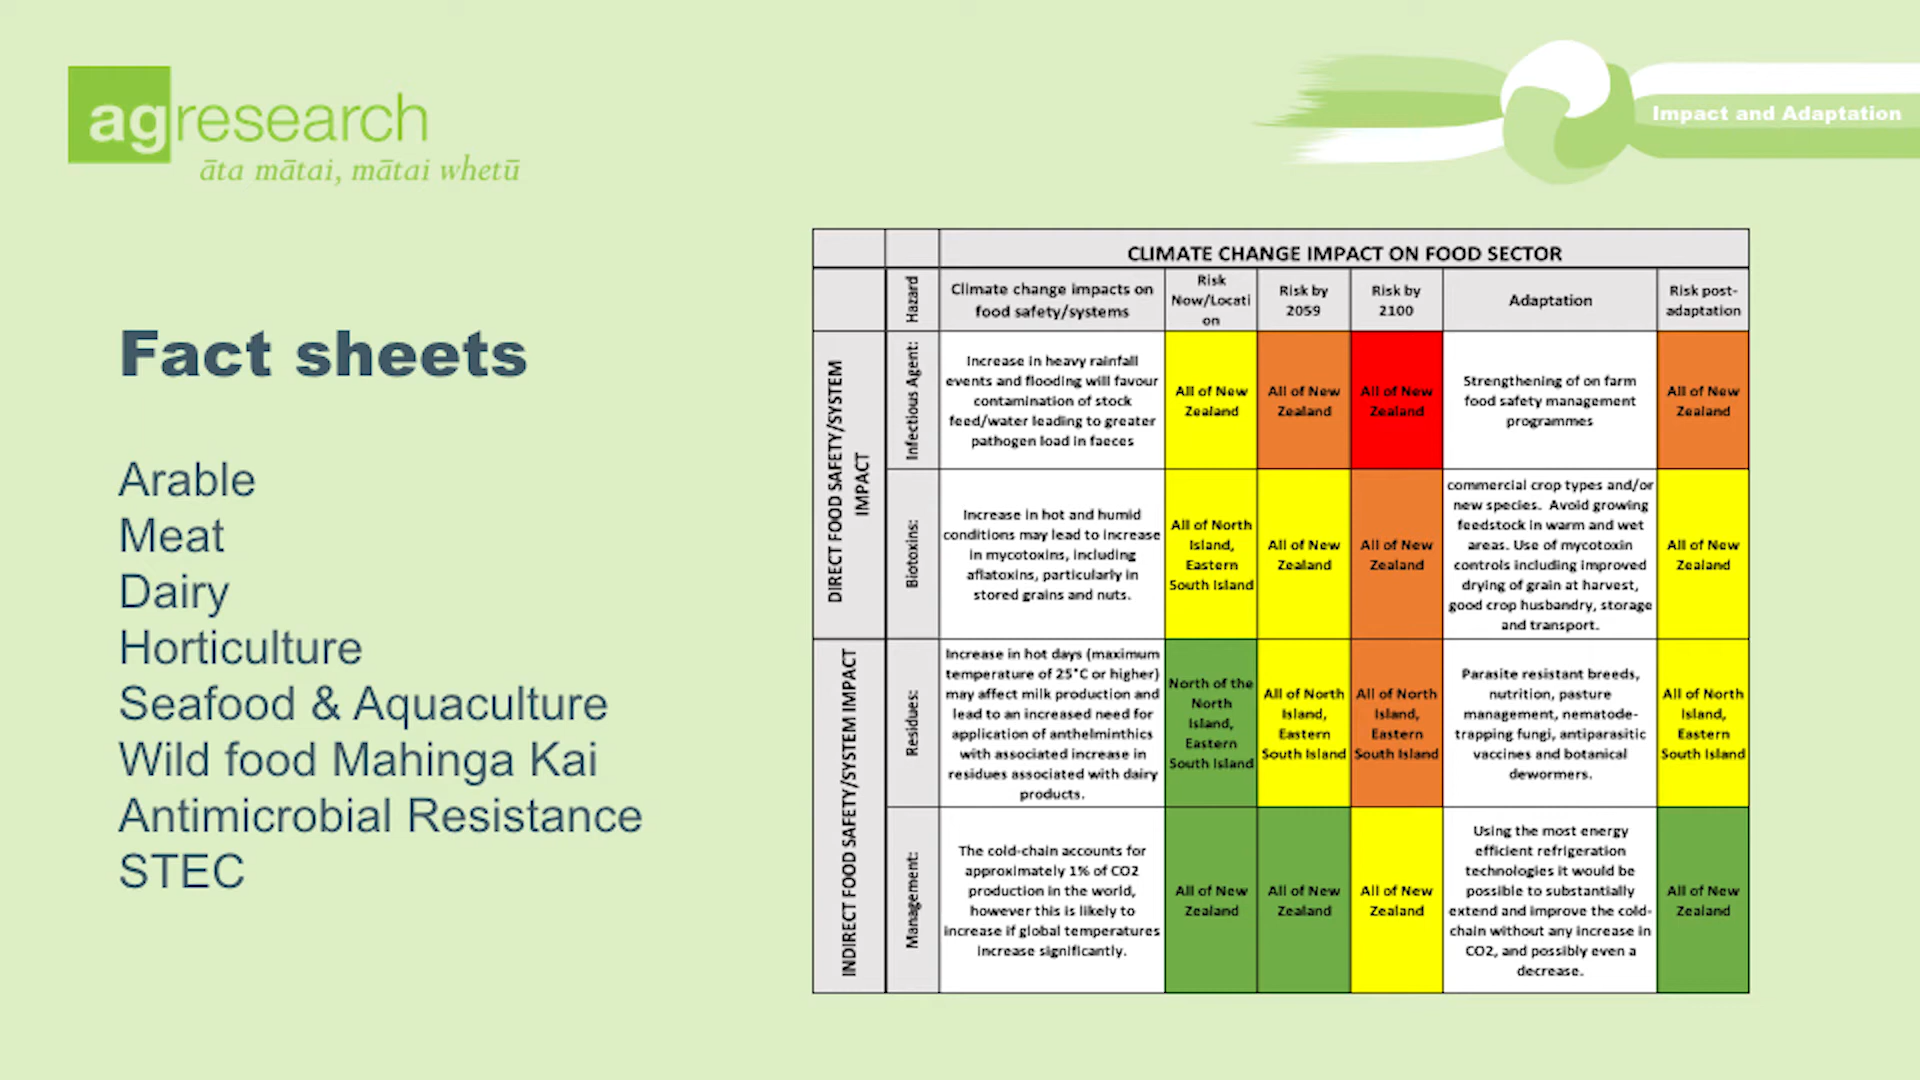 agresearch
āta mātai, mātai whetū
Impact and Adaptation
Fact sheets
Arable
Meat
Dairy
Horticulture
Seafood & Aquaculture
Wild food Mahinga Kai
Antimicrobial Resistance
STEC
CLIMATE CHANGE IMPACT ON FOOD SECTOR
Hazard
Climate change impacts on
food safety/systems
Risk
Now/Locati
on
Risk by
2059
Risk by
2100
Adaptation
Risk post-
adaptation
DIRECT FOOD SAFETY/SYSTEM
IMPACT
Infectious Agent:
Increase in heavy rainfall
events and flooding will favour
contamination of stock
feed/water leading to greater
pathogen load in faeces
All of New
Zealand
All of New
Zealand
All of New
Zealand
Strengthening of on farm
food safety management
programmes
All of New
Zealand
Biotoxins:
Increase in hot and humid
conditions may lead to increase
in mycotoxins, including
aflatoxins, particularly in
stored grains and nuts.
All of North
Island,
Eastern
South Island
All of New
Zealand
All of New
Zealand
commercial crop types and/or
new species. Avoid growing
feedstock in warm and wet
areas. Use of mycotoxin
controls including improved
drying of grain at harvest,
good crop husbandry, storage
and transport.
All of New
Zealand
INDIRECT FOOD SAFETY/SYSTEM IMPACT
Residues:
Increase in hot days (maximum
temperature of 25°C or higher)
may affect milk production and
lead to an increased need for
application of anthelminthics
with associated increase in
residues associated with dairy
products.
North of the
North
Island,
Eastern
South Island
All of North
Island,
Eastern
South Island
All of North
Island,
Eastern
South Island
Parasite resistant breeds,
nutrition, pasture
management, nematode-
trapping fungi, antiparasitic
vaccines and botanical
dewormers.
All of North
Island,
Eastern
South Island
Management:
The cold-chain accounts for
approximately 1% of CO2
production in the world,
however this is likely to
increase if global temperatures
increase significantly.
All of New
Zealand
All of New
Zealand
All of New
Zealand
Using the most energy
efficient refrigeration
technologies it would be
possible to substantially
extend and improve the cold-
chain without any increase in
CO2, and possibly even a
decrease.
All of New
Zealand